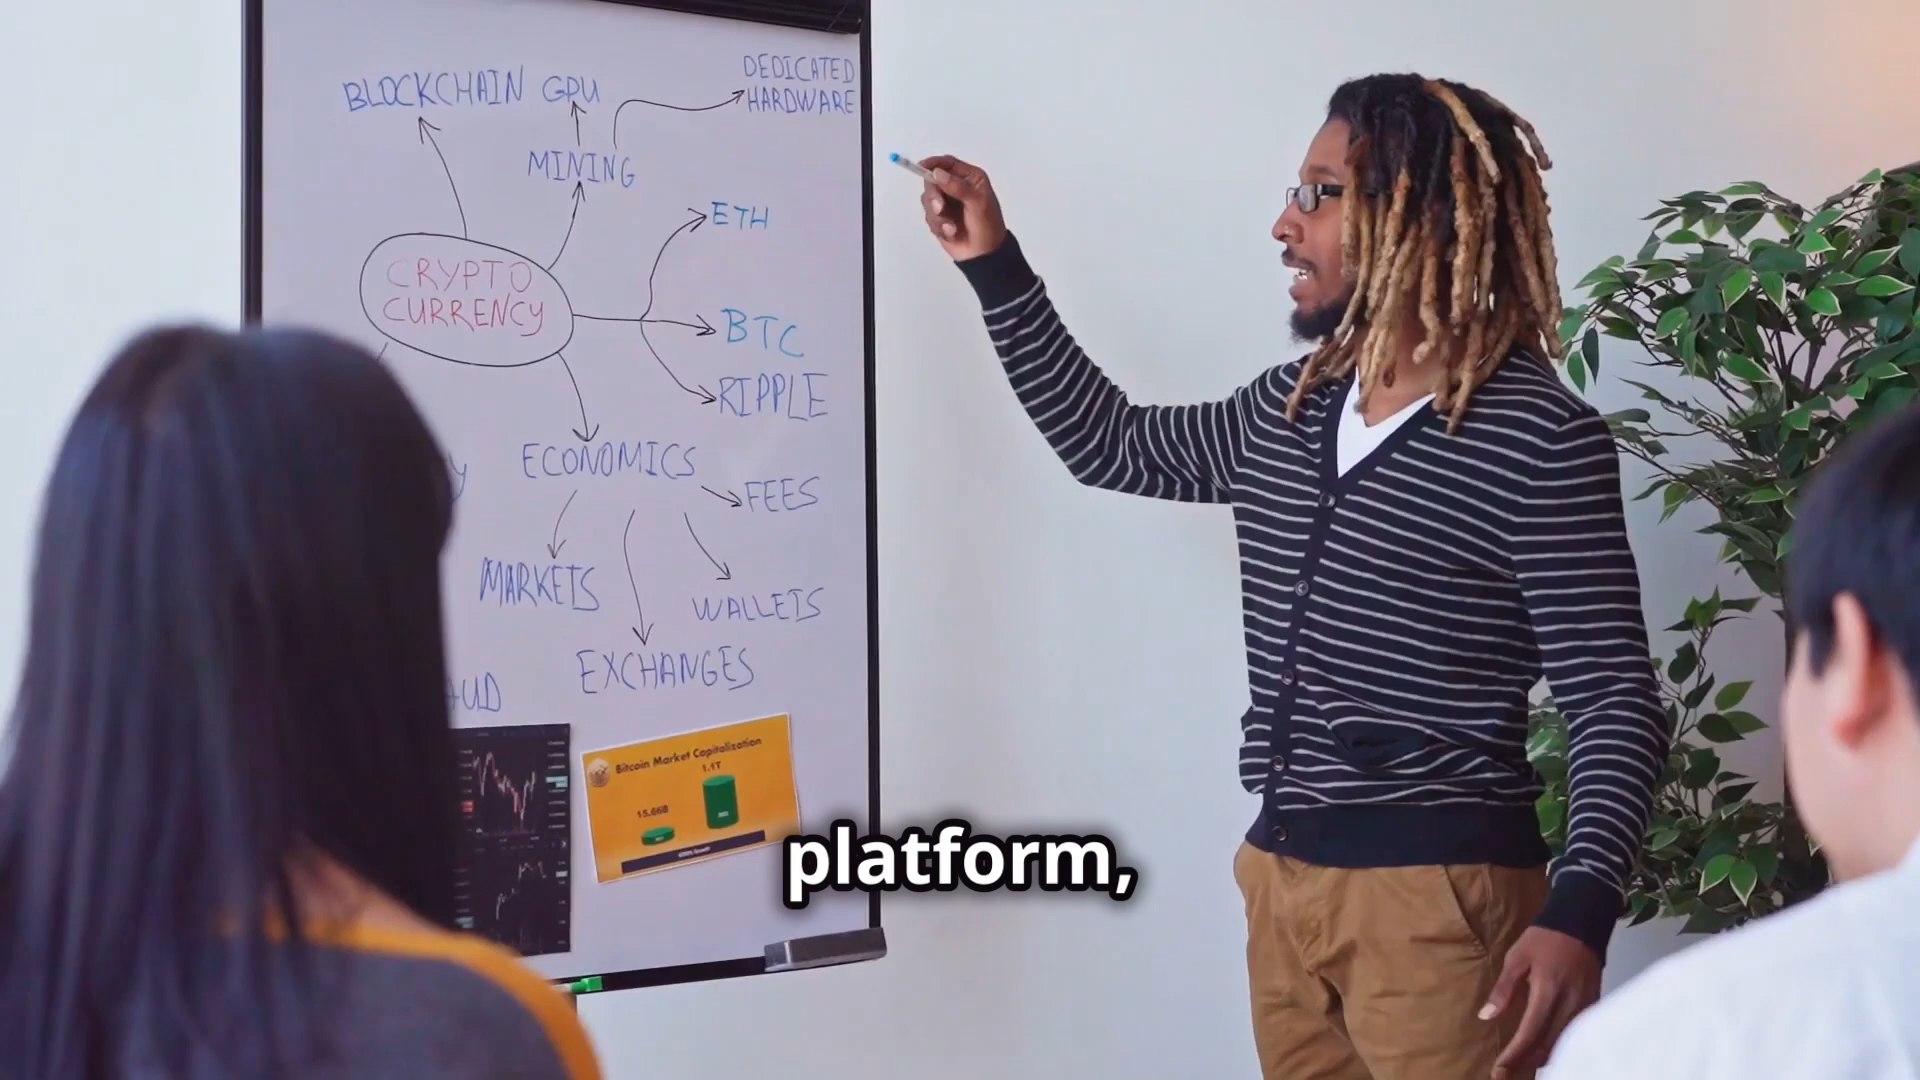 BLOCKCHAIN GPU
DEDICATED
HARDWARE
MINING
ETH
CRYPTO
CURRENCY
BTC
RIPPLE
ECONOMICS
FEES
MARKETS
WALLETS
EXCHANGES
Bitcoin Market Capitalization
1.1T
15.66B
platform,